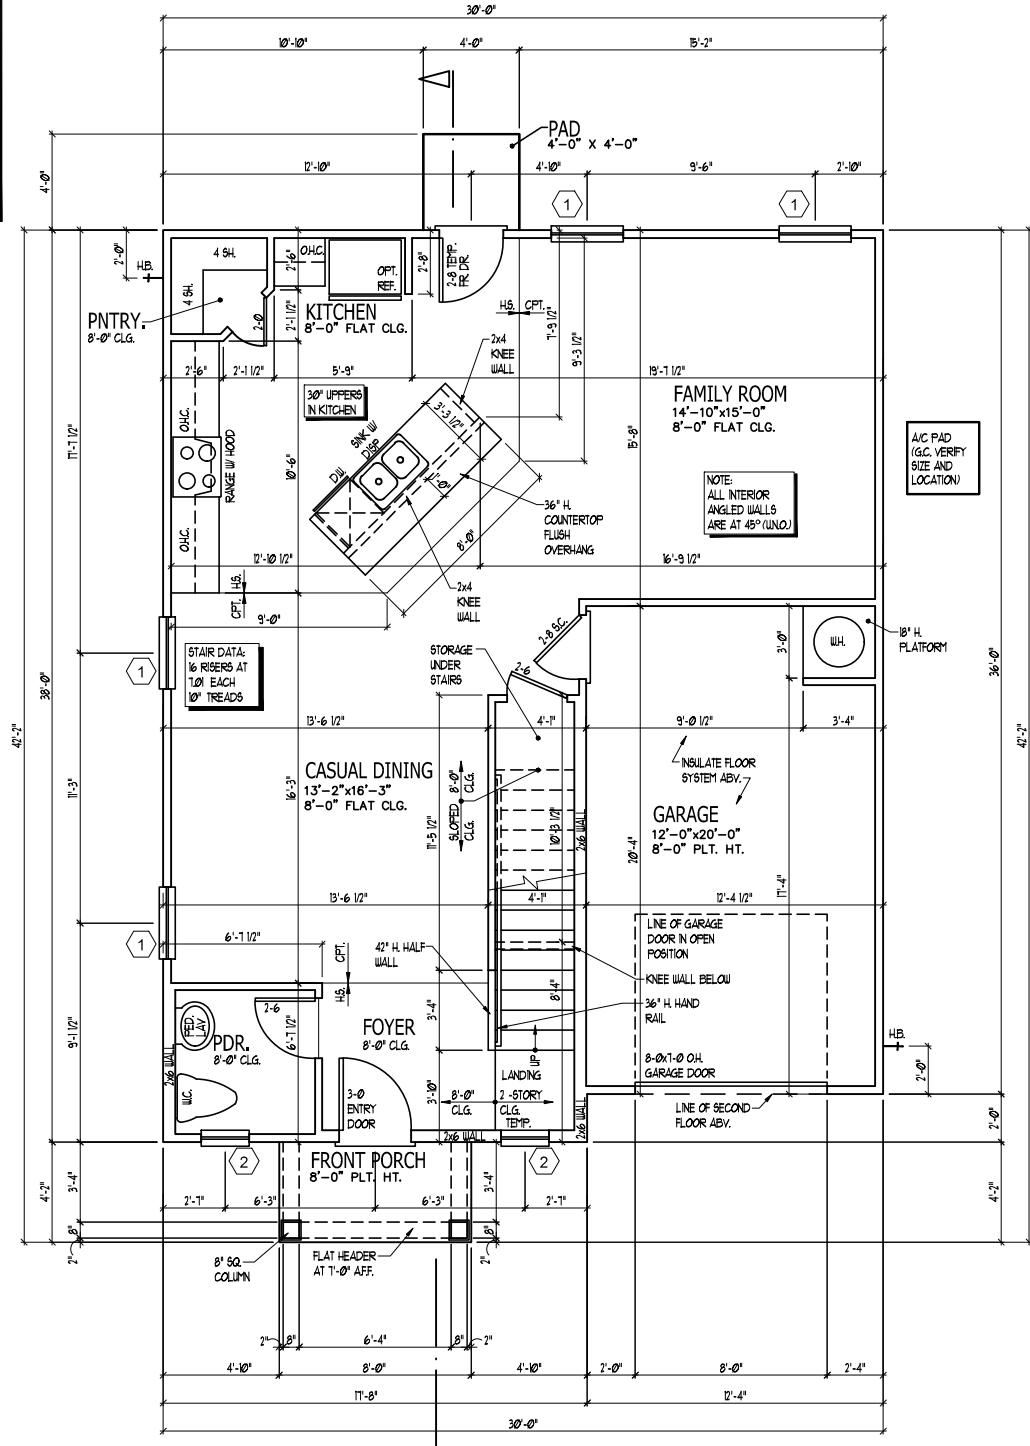 30'-0"
10'-10"
4'-0"
15'-2"
PAD
4'-0" X 4'-0"
12'-10"
4'-10"
9'-6"
2'-10"
4'-0"
1
1
2'-0"
H.B.
4 SH.
4 SH.
O.H.C.
2'-6"
OPT.
REF.
2'-8"
2-8 TEMP.
FR DR.
PNTRY.
8'-0" CLG.
2-0
2'-1 1/2"
KITCHEN
8'-0" FLAT CLG.
H.S.
CPT.
7'-9 1/2"
9'-3 1/2"
2x4
KNEE
WALL
2'-6"
2'-1 1/2"
5'-9"
19'-7 1/2"
30" UPPERS
IN KITCHEN
FAMILY ROOM
14'-10"x15'-0"
8'-0" FLAT CLG.
A/C PAD
(G.C. VERIFY
SIZE AND
LOCATION)
11'-7 1/2"
O.H.C.
RANGE W/ HOOD
O.H.C.
10'-6"
3'-3 1/2"
SINK W/
DISP.
D.W.
1'-0"
15'-8"
NOTE:
ALL INTERIOR
ANGLED WALLS
ARE AT 45° (U.N.O.)
36" H.
COUNTERTOP
FLUSH
OVERHANG
8'-0"
12'-10 1/2"
16'-9 1/2"
CPT.
H.S.
9'-0"
2x4
KNEE
WALL
2-8 S.C.
STAIR DATA:
16 RISERS AT
7.01 EACH
10" TREADS
1
STORAGE
UNDER
STAIRS
2-6
3'-0"
W.H.
18" H.
PLATFORM
38'-0"
36'-0"
42'-2"
42'-2"
13'-6 1/2"
4'-1"
9'-0 1/2"
3'-4"
INSULATE FLOOR
SYSTEM ABV.
CASUAL DINING
13'-2"x16'-3"
8'-0" FLAT CLG.
16'-3"
11'-3"
8'-0"
CLG.
SLOPED
CLG.
11'-5 1/2"
10'-3 1/2"
2x6 WALL
GARAGE
12'-0"x20'-0"
8'-0" PLT. HT.
20'-4"
17'-4"
13'-6 1/2"
4'-1"
12'-4 1/2"
1
6'-7 1/2"
CPT.
H.S.
42" H. HALF
WALL
LINE OF GARAGE
DOOR IN OPEN
POSITION
KNEE WALL BELOW
36" H. HAND
RAIL
8'-4"
2-6
PED.
LAV
PDR.
8'-0" CLG.
6'-7 1/2"
FOYER
8'-0" CLG.
3'-4"
9'-1 1/2"
2x6 WALL
W.C.
UP
LANDING
8-0x7-0 O.H.
GARAGE DOOR
H.B.
2'-0"
3-0
ENTRY
DOOR
3'-10"
8'-0"
CLG.
2 -STORY
CLG.
TEMP.
2x6 WALL
2x6 WALL
LINE OF SECOND
FLOOR ABV.
2'-0"
2
2
FRONT PORCH
8'-0" PLT. HT.
4'-2"
3'-4"
3'-4"
4'-2"
2'-7"
6'-3"
6'-3"
2'-7"
8"
2"
8"
2"
8" SQ.
COLUMN
FLAT HEADER
AT 7'-0" A.F.F.
2"
8"
6'-4"
8"
2"
4'-10"
8'-0"
4'-10"
2'-0"
8'-0"
2'-4"
17'-8"
12'-4"
30'-0"